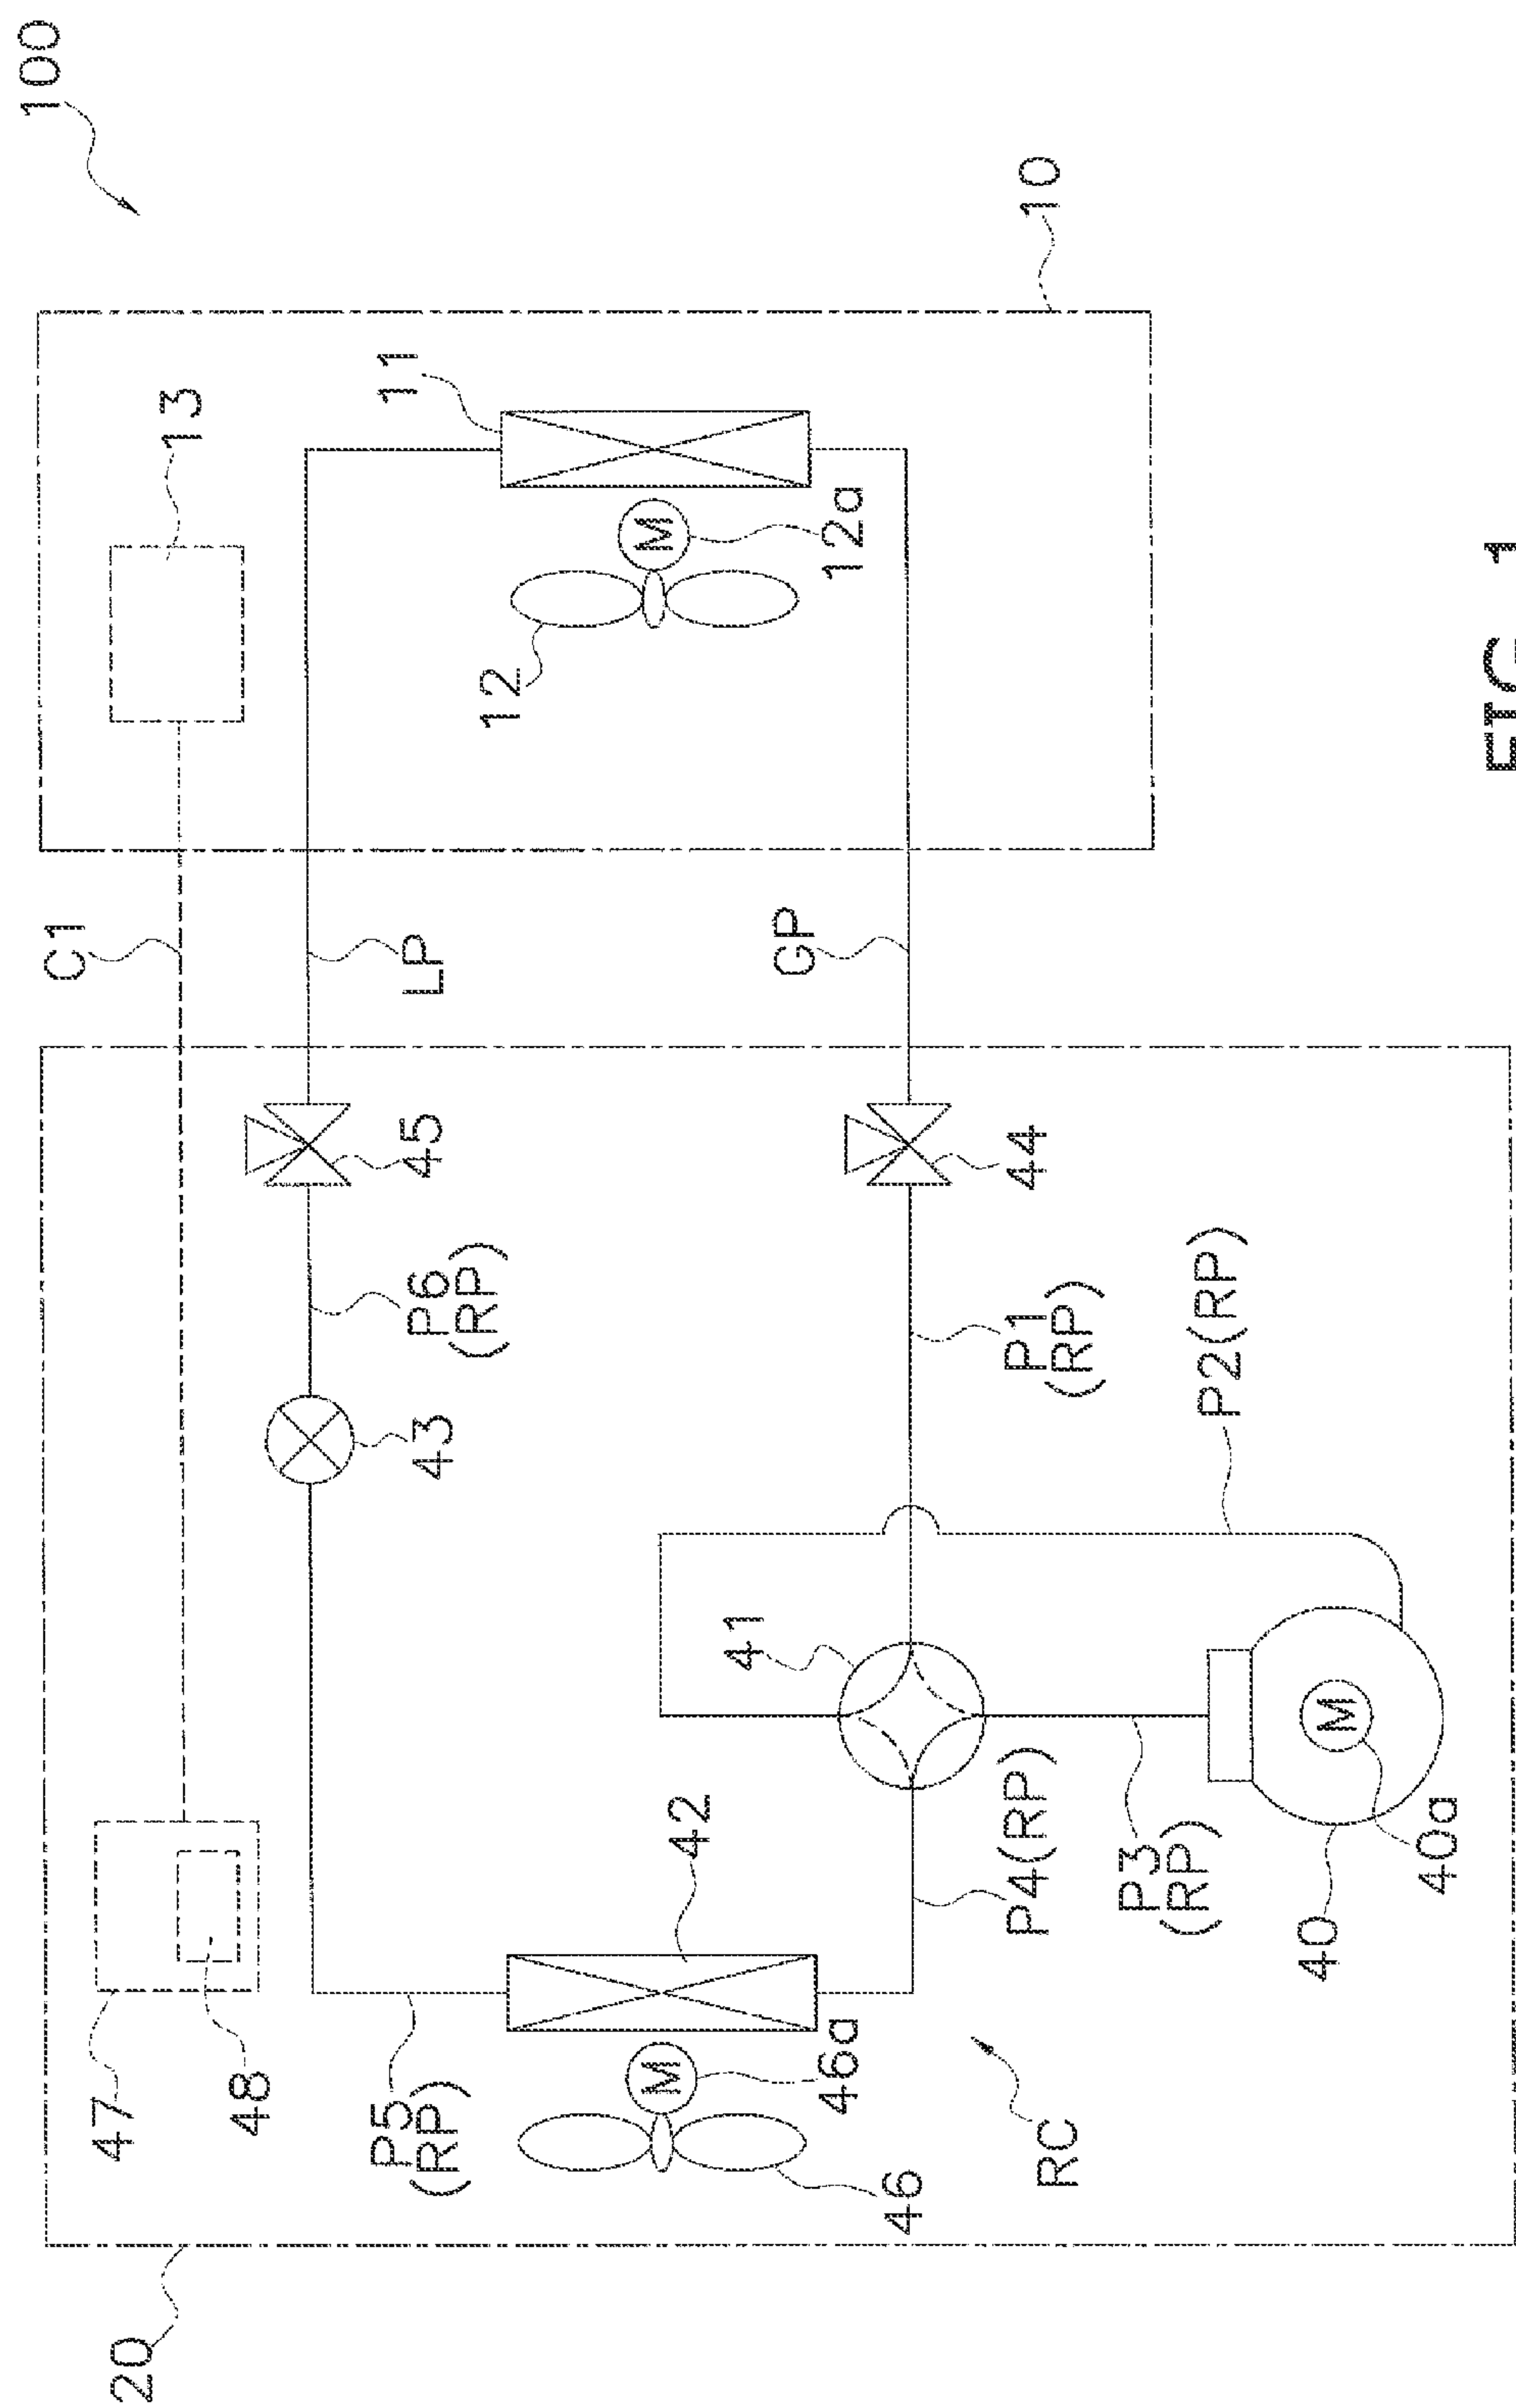 100
10
13
11
12a
12
C1
LP
GP
45
44
P6
(RP)
P1
(RP)
P2(RP)
43
41
42
P4(RP)
P3
(RP)
40a
40
47
48
P5
(RP)
46a
46
RC
20
FIG. 1